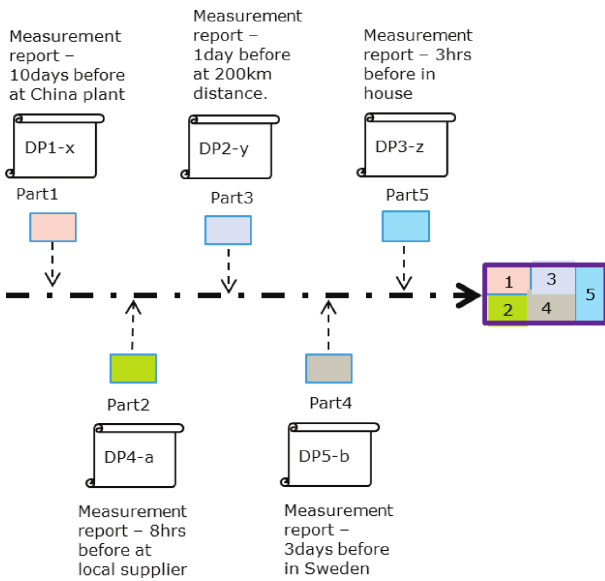 Measurement
report –
10days before
at China plant
DP1-x
Part1
Measurement
report –
1day before
at 200km
distance.
DP2-y
Part3
Measurement
report – 3hrs
before in
house
DP3-z
Part5
1
3
5
2
4
Part2
DP4-a
Measurement
report – 8hrs
before at
local supplier
Part4
DP5-b
Measurement
report –
3days before
in Sweden